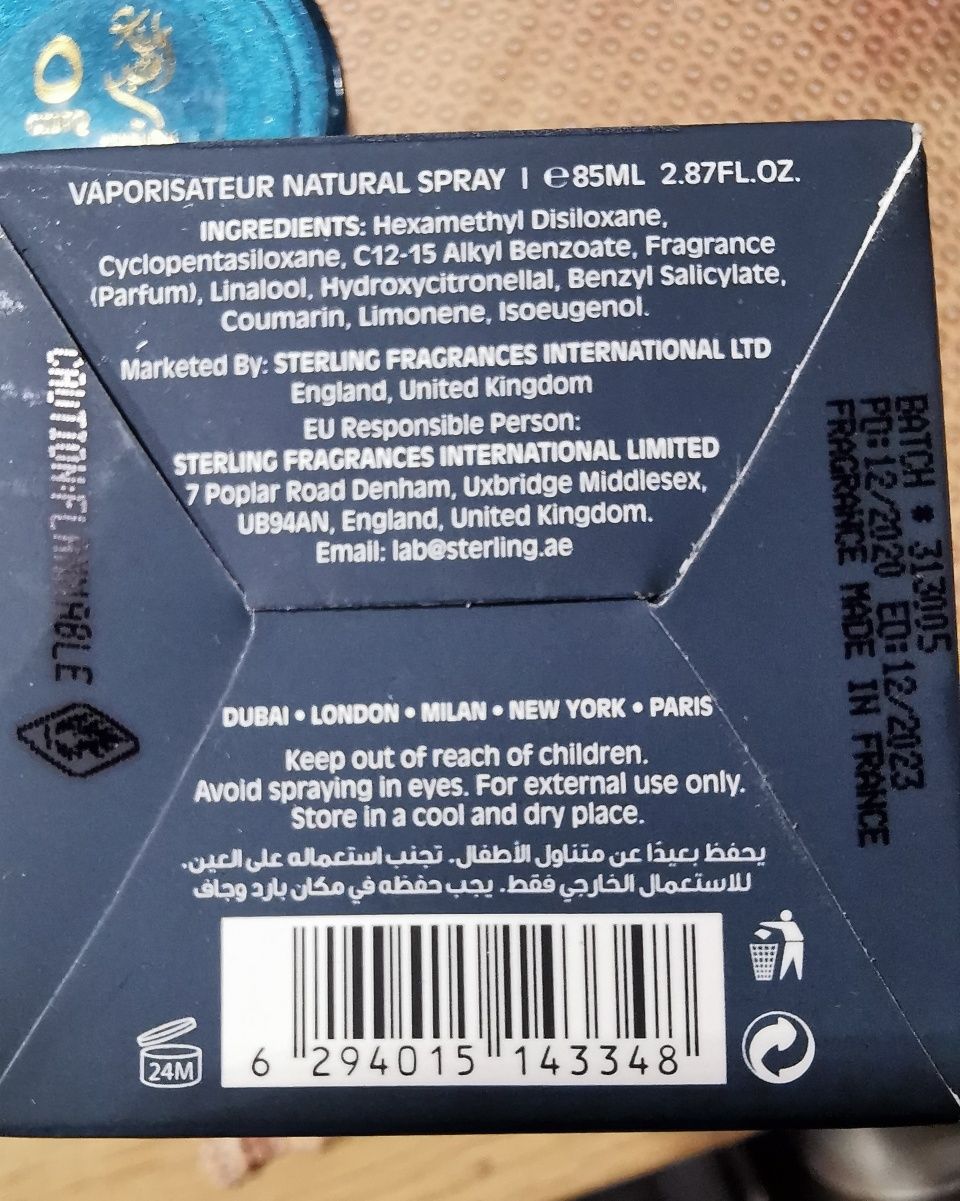 VAPORISATEUR NATURAL SPRAY | e85ML 2.87FL.OZ.
INGREDIENTS: Hexamethyl Disiloxane,
Cyclopentasiloxane, C12-15 Alkyl Benzoate, Fragrance
(Parfum), Linalool, Hydroxycitronellal, Benzyl Salicylate,
Coumarin, Limonene, Isoeugenol.
Marketed By: STERLING FRAGRANCES INTERNATIONAL LTD
England, United Kingdom
EU Responsible Person:
STERLING FRAGRANCES INTERNATIONAL LIMITED
7 Poplar Road Denham, Uxbridge Middlesex,
UB94AN, England, United Kingdom.
Email: lab@sterling.ae
DUBAI • LONDON • MILAN • NEW YORK • PARIS
Keep out of reach of children.
Avoid spraying in eyes. For external use only.
Store in a cool and dry place.
يحفظ بعيدًا عن متناول الأطفال. تجنب استعماله على العين.
للاستعمال الخارجي فقط. يجب حفظه في مكان بارد وجاف
6 294015 143348
24M
CAUTION:FLAMMABLE
BATCH # 313N05
PD: 12/2020 ED: 12/2023
FRAGRANCE MADE IN FRANCE